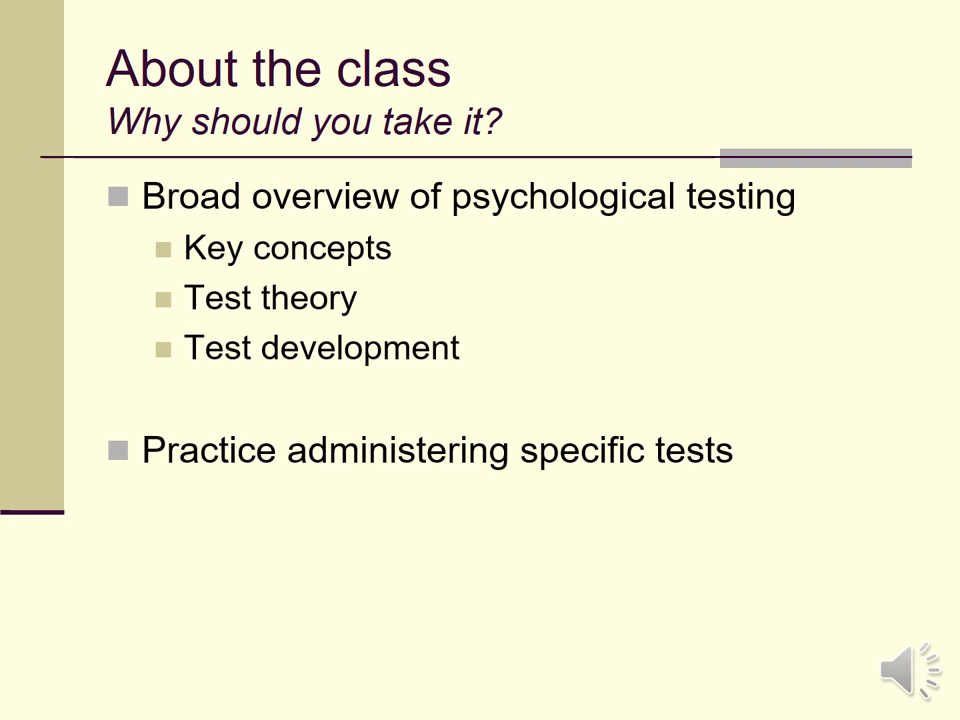 About the class
Why should you take it?
Broad overview of psychological testing
Key concepts
Test theory
Test development
Practice administering specific tests